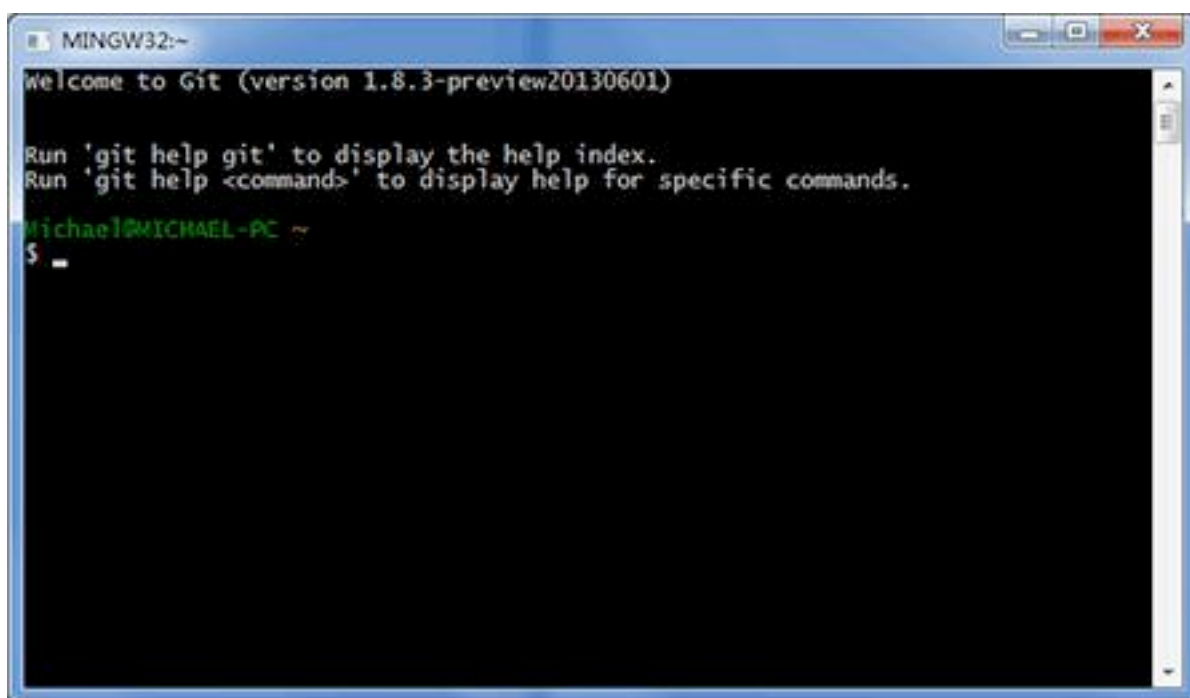 MINGW32:~
Welcome to Git (version 1.8.3-preview20130601)
Run 'git help git' to display the help index.
Run 'git help <command>' to display help for specific commands.
Michael@MICHAEL-PC ~
$